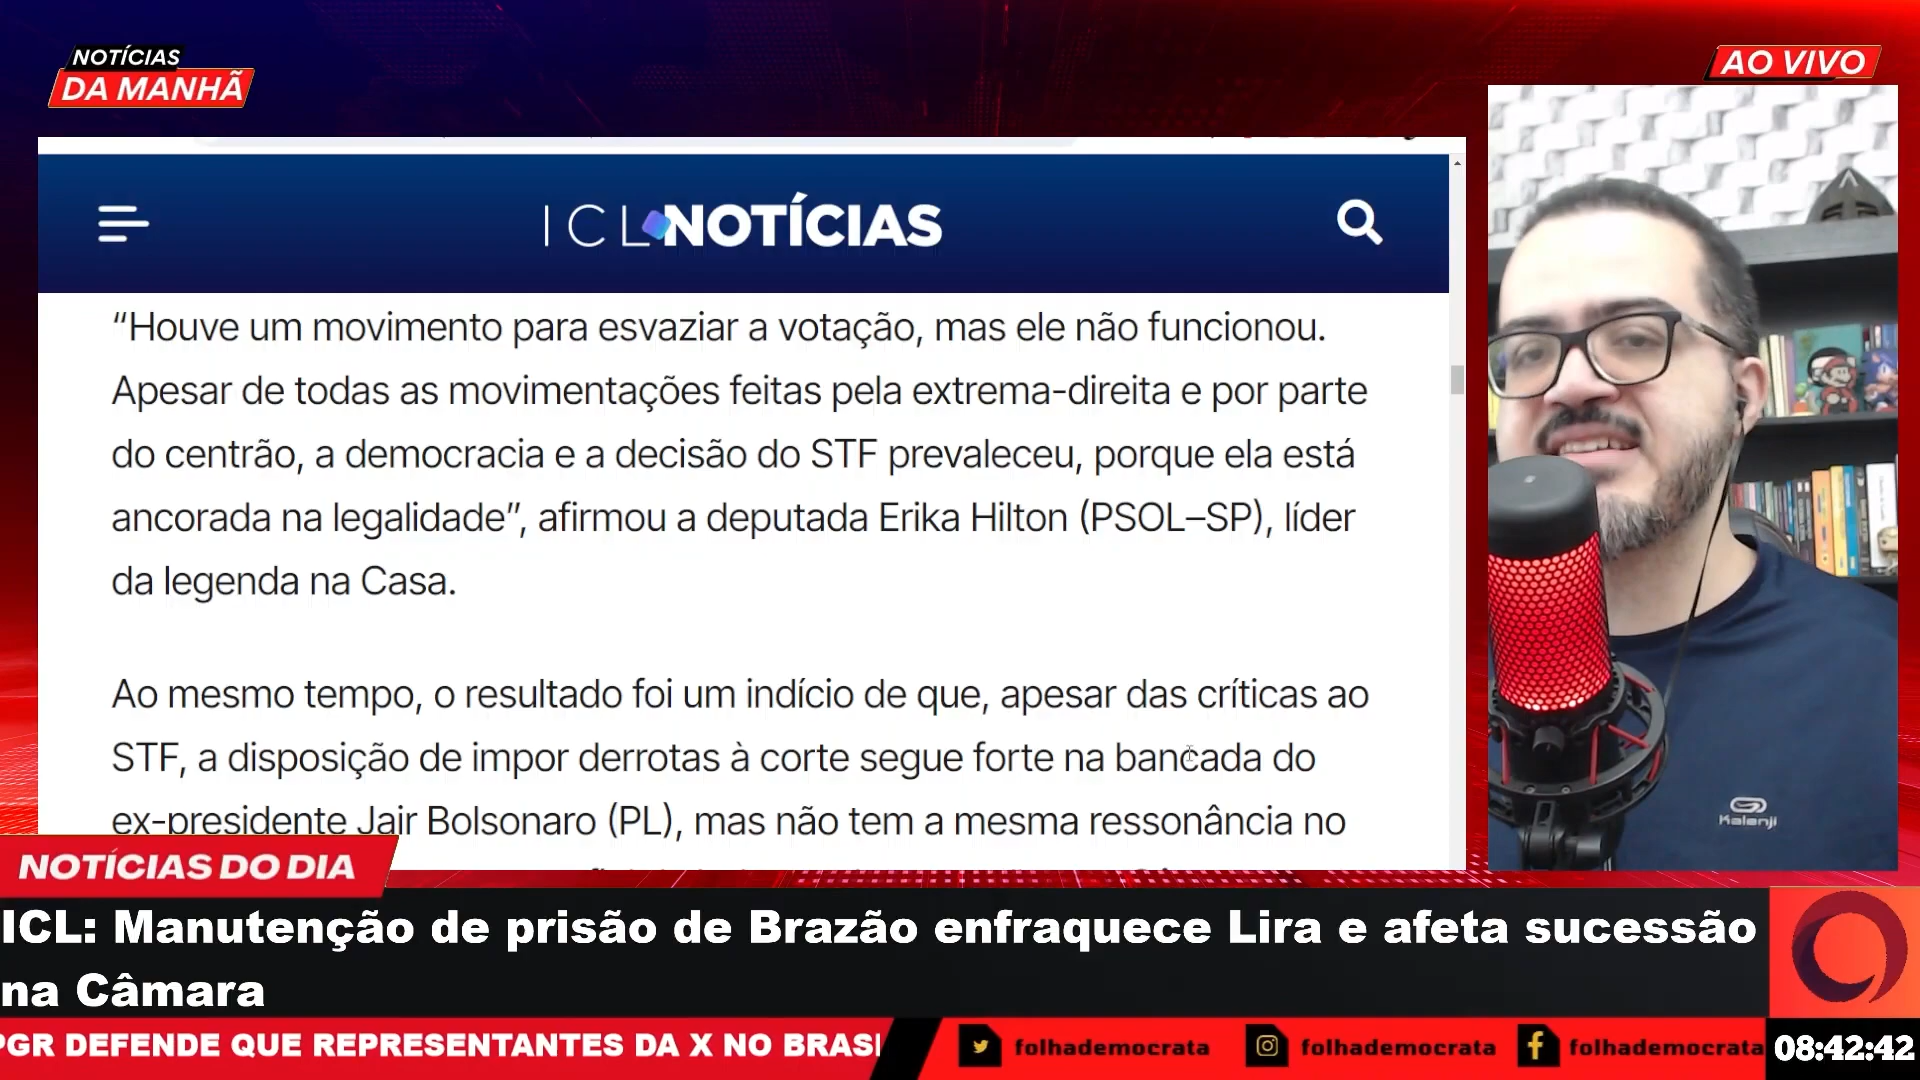 NOTÍCIAS
DA MANHÃ
AO VIVO
ICL NOTÍCIAS
“Houve um movimento para esvaziar a votação, mas ele não funcionou.
Apesar de todas as movimentações feitas pela extrema-direita e por parte
do centrão, a democracia e a decisão do STF prevaleceu, porque ela está
ancorada na legalidade”, afirmou a deputada Erika Hilton (PSOL–SP), líder
da legenda na Casa.
Ao mesmo tempo, o resultado foi um indício de que, apesar das críticas ao
STF, a disposição de impor derrotas à corte segue forte na bancada do
ex-presidente Jair Bolsonaro (PL), mas não tem a mesma ressonância no
Kalenji
NOTÍCIAS DO DIA
ICL: Manutenção de prisão de Brazão enfraquece Lira e afeta sucessão
na Câmara
PGR DEFENDE QUE REPRESENTANTES DA X NO BRASI
folhademocrata
folhademocrata
folhademocrata
08:42:42